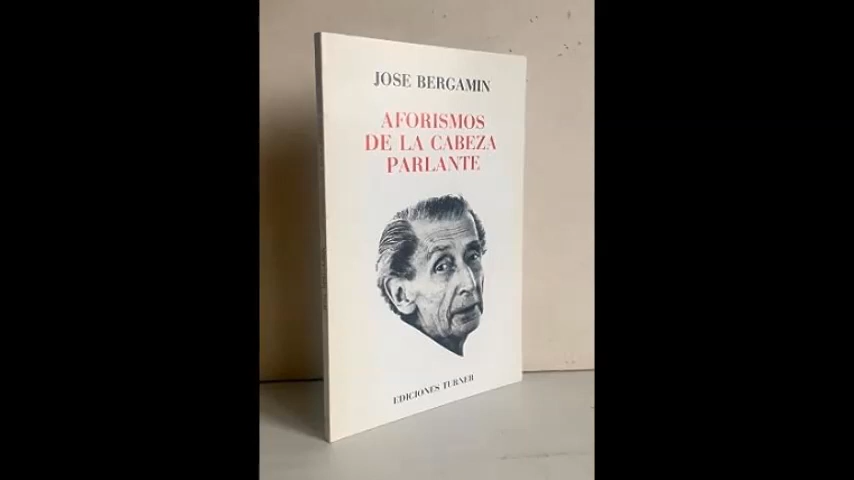 JOSE BERGAMIN
AFORISMOS
DE LA CABEZA
PARLANTE
EDICIONES TURNER